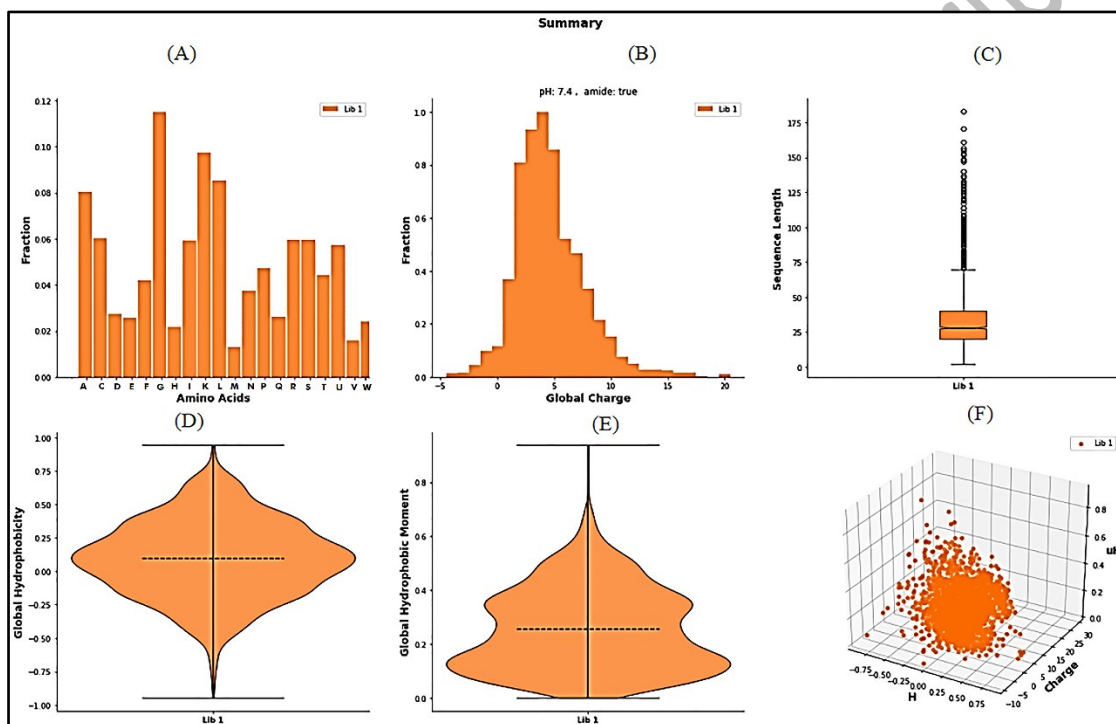 Summary
(A)
(B)
(C)
pH: 7.4 , amide: true
Lib 1
0.12
0.10
0.08
0.06
0.04
0.02
0.00
Fraction
A C D E F G H I K L M N P Q R S T U V W
Amino Acids
Lib 1
1.0
0.8
0.6
0.4
0.2
0.0
Fraction
-5 0 5 10 15 20
Global Charge
175
150
125
100
75
50
25
0
Sequence Length
Lib 1
(D)
(E)
(F)
1.00
0.75
0.50
0.25
0.00
-0.25
-0.50
-0.75
-1.00
Global Hydrophobicity
Lib 1
0.8
0.6
0.4
0.2
0.0
Global Hydrophobic Moment
Lib 1
Lib 1
0.8
0.6
0.4
0.2
0.0
30
25
20
15
10
5
0
-5
-10
Charge
-0.75 -0.50 -0.25 0.00 0.25 0.50 0.75
H